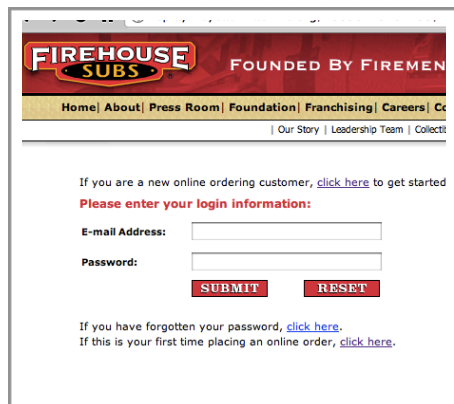 FIREHOUSE
SUBS
FOUNDED BY FIREMEN
Home| About| Press Room| Foundation| Franchising| Careers| Co
| Our Story | Leadership Team | Collectib
If you are a new online ordering customer, click here to get started
Please enter your login information:
E-mail Address:
Password:
SUBMIT RESET
If you have forgotten your password, click here.
If this is your first time placing an online order, click here.